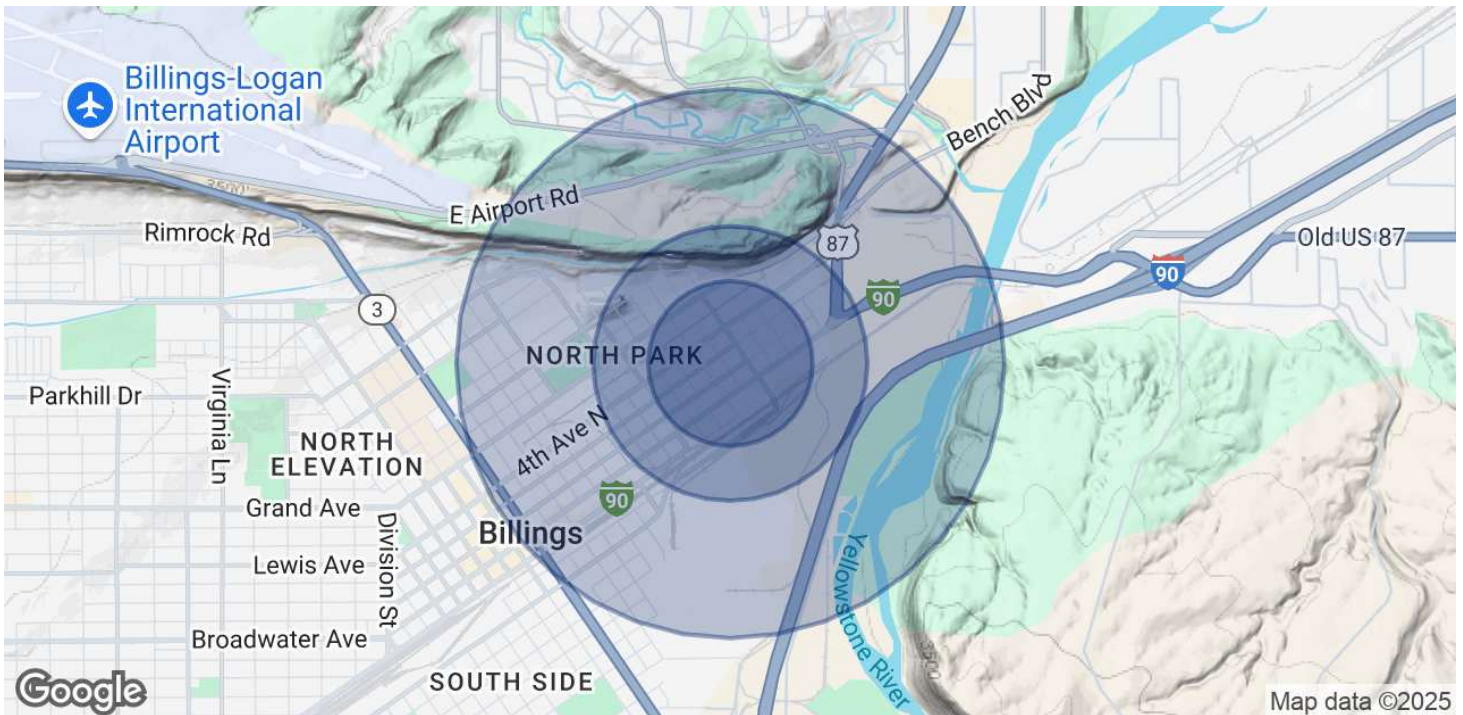 Billings-Logan
International
Airport
3500'
E Airport Rd
Rimrock Rd
Bench Blvd
87
90
Old US 87
90
3
NORTH PARK
Parkhill Dr
Virginia Ln
NORTH
ELEVATION
4th Ave N
90
Grand Ave
Division St
Billings
Lewis Ave
Broadwater Ave
Yellowstone River
3500
SOUTH SIDE
Google
Map data ©2025